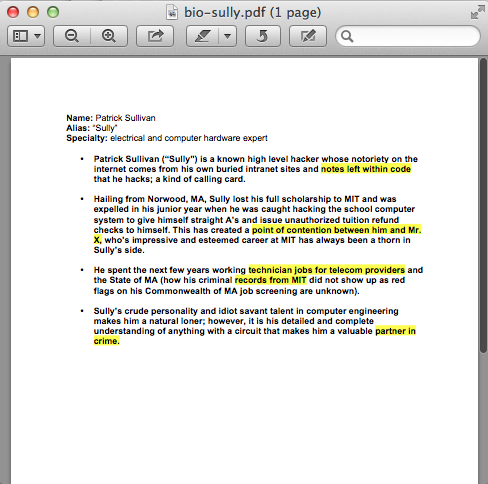 bio-sully.pdf (1 page)
Name: Patrick Sullivan
Alias: "Sully"
Specialty: electrical and computer hardware expert
• Patrick Sullivan ("Sully") is a known high level hacker whose notoriety on the
internet comes from his own buried intranet sites and notes left within code
that he hacks; a kind of calling card.
• Hailing from Norwood, MA, Sully lost his full scholarship to MIT and was
expelled in his junior year when he was caught hacking the school computer
system to give himself straight A's and issue unauthorized tuition refund
checks to himself. This has created a point of contention between him and Mr.
X, who's impressive and esteemed career at MIT has always been a thorn in
Sully's side.
• He spent the next few years working technician jobs for telecom providers and
the State of MA (how his criminal records from MIT did not show up as red
flags on his Commonwealth of MA job screening are unknown).
• Sully's crude personality and idiot savant talent in computer engineering
makes him a natural loner; however, it is his detailed and complete
understanding of anything with a circuit that makes him a valuable partner in
crime.